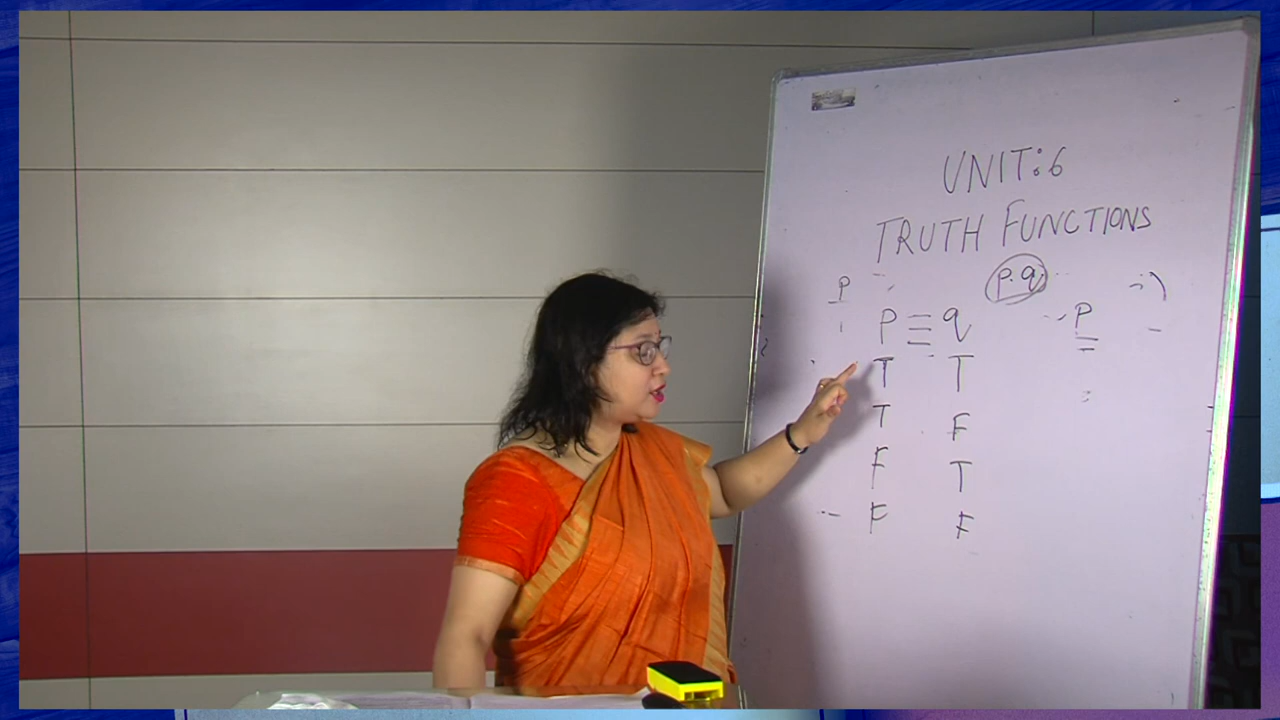 UNIT:6
TRUTH FUNCTIONS
P
p.q
P ≡ q
P
T T
T F
F T
F F